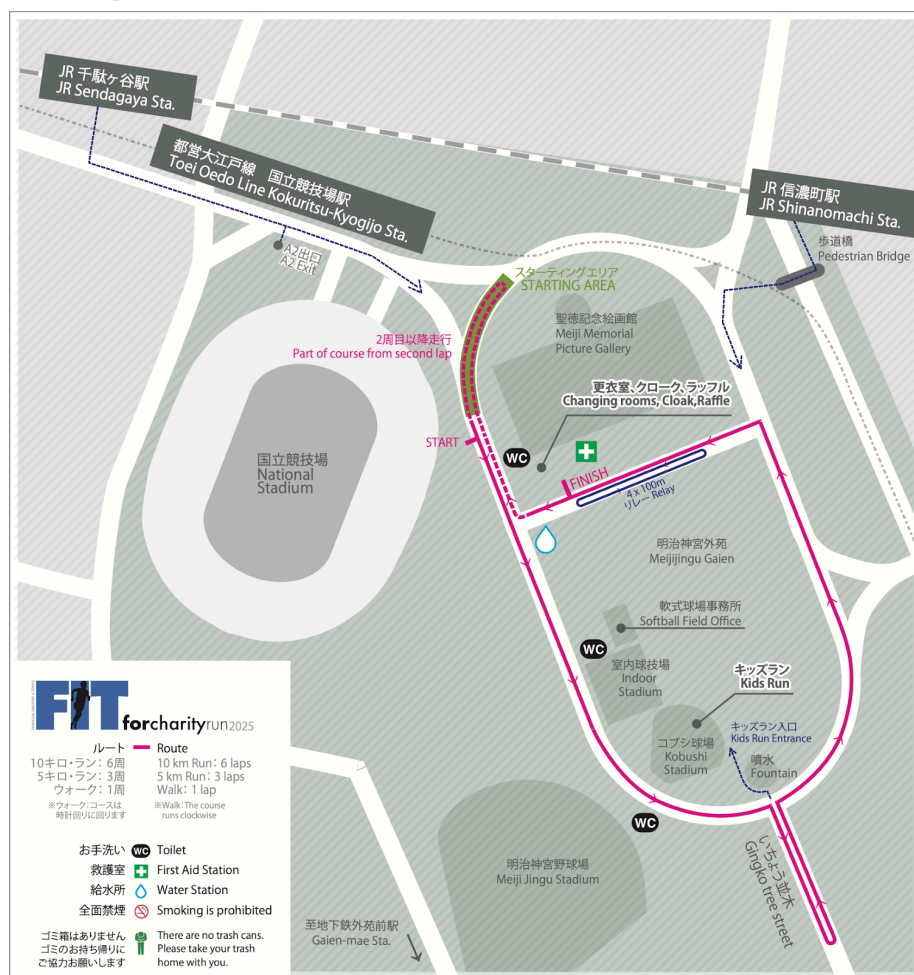 JR 千駄ヶ谷駅
JR Sendagaya Sta.
都営大江戸線　国立競技場駅
Toei Oedo Line Kokuritsu-Kyogijo Sta.
A2出口
A2 Exit
JR 信濃町駅
JR Shinanomachi Sta.
歩道橋
Pedestrian Bridge
スターティングエリア
STARTING AREA
聖徳記念絵画館
Meiji Memorial
Picture Gallery
2周目以降走行
Part of course from second lap
更衣室、クローク、ラッフル
Changing rooms, Cloak,Raffle
START
WC
FINISH
4 x 100m
リレー Relay
国立競技場
National
Stadium
明治神宮外苑
Meijijingu Gaien
軟式球場事務所
Softball Field Office
WC
室内球技場
Indoor
Stadium
キッズラン
Kids Run
キッズラン入口
Kids Run Entrance
コブシ球場
Kobushi
Stadium
噴水
Fountain
WC
いちょう並木
Gingko tree street
明治神宮野球場
Meiji Jingu Stadium
至地下鉄外苑前駅
Gaien-mae Sta.
FIT forcharityrun2025
ルート Route
10キロ・ラン： 6周 10 km Run: 6 laps
5キロ・ラン： 3周 5 km Run: 3 laps
ウォーク： 1周 Walk: 1 lap
※ウォーク：コースは ※Walk：The course
時計回りに回ります runs clockwise
お手洗い WC Toilet
救護室 First Aid Station
給水所 Water Station
全面禁煙 Smoking is prohibited
ゴミ箱はありません There are no trash cans.
ゴミのお持ち帰りに Please take your trash
ご協力お願いします home with you.